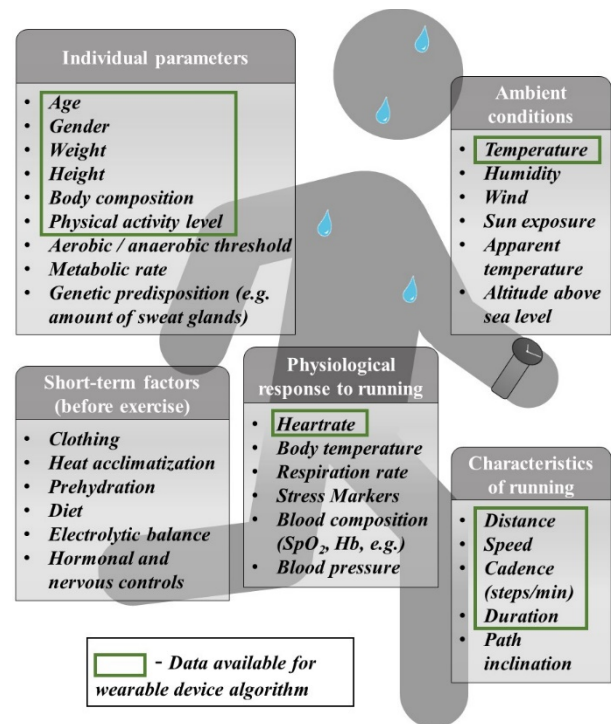 Individual parameters
• Age
• Gender
• Weight
• Height
• Body composition
• Physical activity level
• Aerobic / anaerobic threshold
• Metabolic rate
• Genetic predisposition (e.g.
amount of sweat glands)
Ambient
conditions
• Temperature
• Humidity
• Wind
• Sun exposure
• Apparent
temperature
• Altitude above
sea level
Short-term factors
(before exercise)
• Clothing
• Heat acclimatization
• Prehydration
• Diet
• Electrolytic balance
• Hormonal and
nervous controls
Physiological
response to running
• Heartrate
• Body temperature
• Respiration rate
• Stress Markers
• Blood composition
(SpO₂, Hb, e.g.)
• Blood pressure
Characteristics
of running
• Distance
• Speed
• Cadence
(steps/min)
• Duration
• Path
inclination
- Data available for
wearable device algorithm